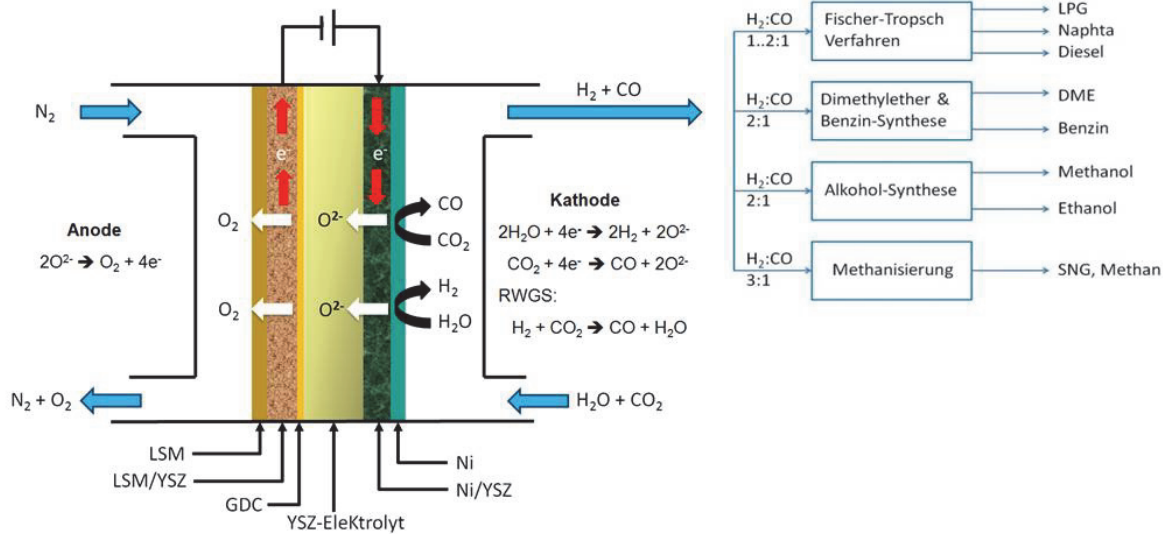 N₂
H₂ + CO
e⁻
e⁻
O₂
O²⁻
CO
CO₂
O₂
O²⁻
H₂
H₂O
Anode
2O²⁻ ➔ O₂ + 4e⁻
Kathode
2H₂O + 4e⁻ ➔ 2H₂ + 2O²⁻
CO₂ + 4e⁻ ➔ CO + 2O²⁻
RWGS:
H₂ + CO₂ ➔ CO + H₂O
N₂ + O₂
H₂O + CO₂
LSM
LSM/YSZ
GDC
YSZ-EleKtrolyt
Ni
Ni/YSZ
H₂:CO
1..2:1
Fischer-Tropsch
Verfahren
LPG
Naphta
Diesel
H₂:CO
2:1
Dimethylether &
Benzin-Synthese
DME
Benzin
H₂:CO
2:1
Alkohol-Synthese
Methanol
Ethanol
H₂:CO
3:1
Methanisierung
SNG, Methan